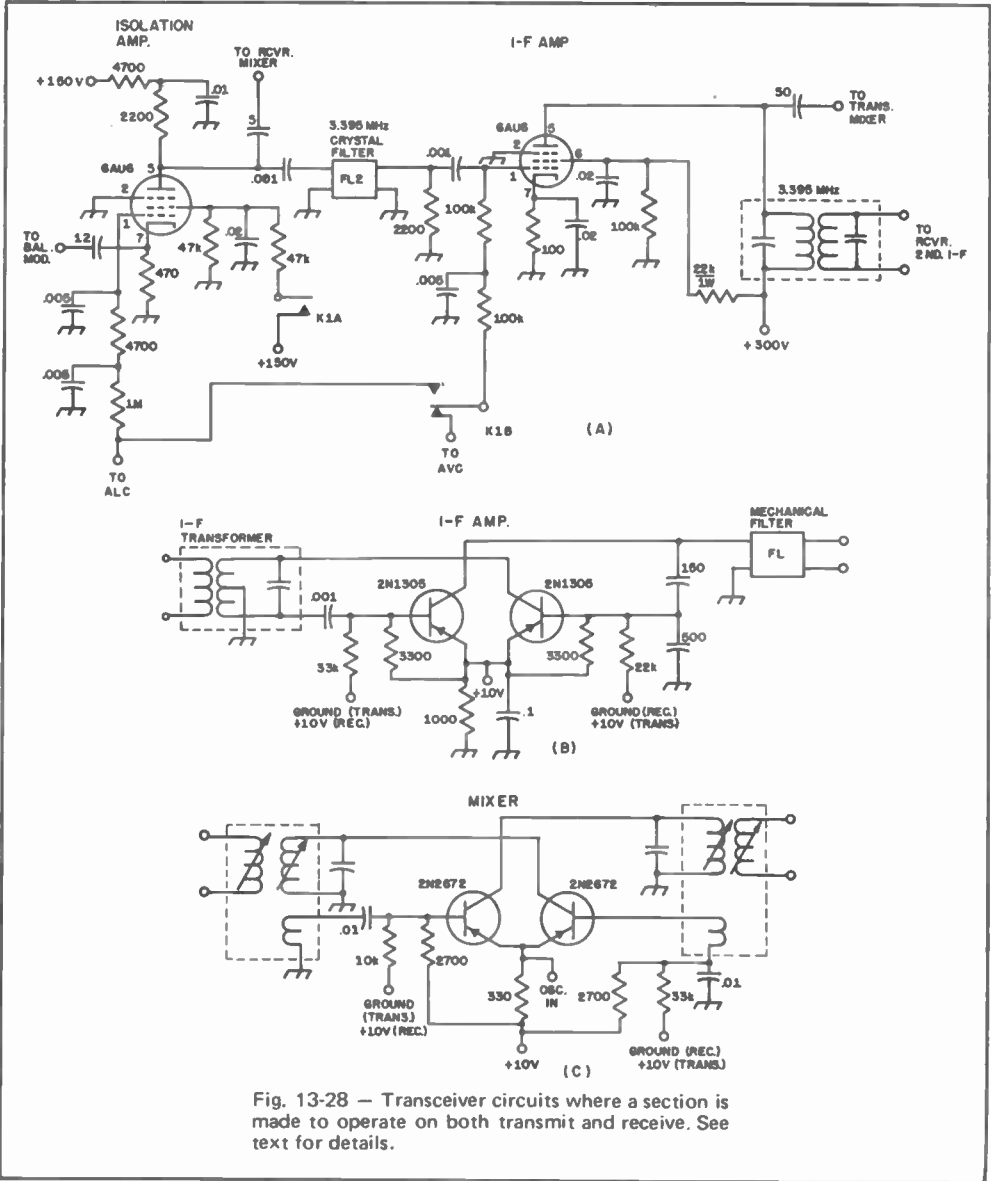 ISOLATION
AMP.
I-F AMP
TO RCVR.
MIXER
+150V
4700
.01
2200
5
50
TO
TRANS.
MIXER
3.395 MHz
CRYSTAL
FILTER
FL2
.001
.001
6AU6
5
2
1
7
6AU6
5
2
6
1
7
.02
3.395 MHz
TO
BAL.
MOD.
12
470
47k
.02
47k
2200
100k
100
.02
100k
22k
1W
TO
RCVR.
2ND. I-F
+300V
.005
4700
.005
1M
K1A
+150V
.005
100k
K1B
TO
AVC
TO
ALC
(A)
I-F
TRANSFORMER
I-F AMP.
MECHANICAL
FILTER
FL
2N1305
2N1305
.001
150
500
33k
3300
3300
22k
+10V
1000
.1
GROUND (TRANS.)
+10V (REC.)
GROUND (REC.)
+10V (TRANS)
(B)
MIXER
2N2672
2N2672
.01
10k
2700
330
OSC.
IN
2700
33k
.01
GROUND
(TRANS.)
+10V (REC.)
+10V
GROUND (REC.)
+10V (TRANS.)
(C)
Fig. 13-28 — Transceiver circuits where a section is
made to operate on both transmit and receive. See
text for details.